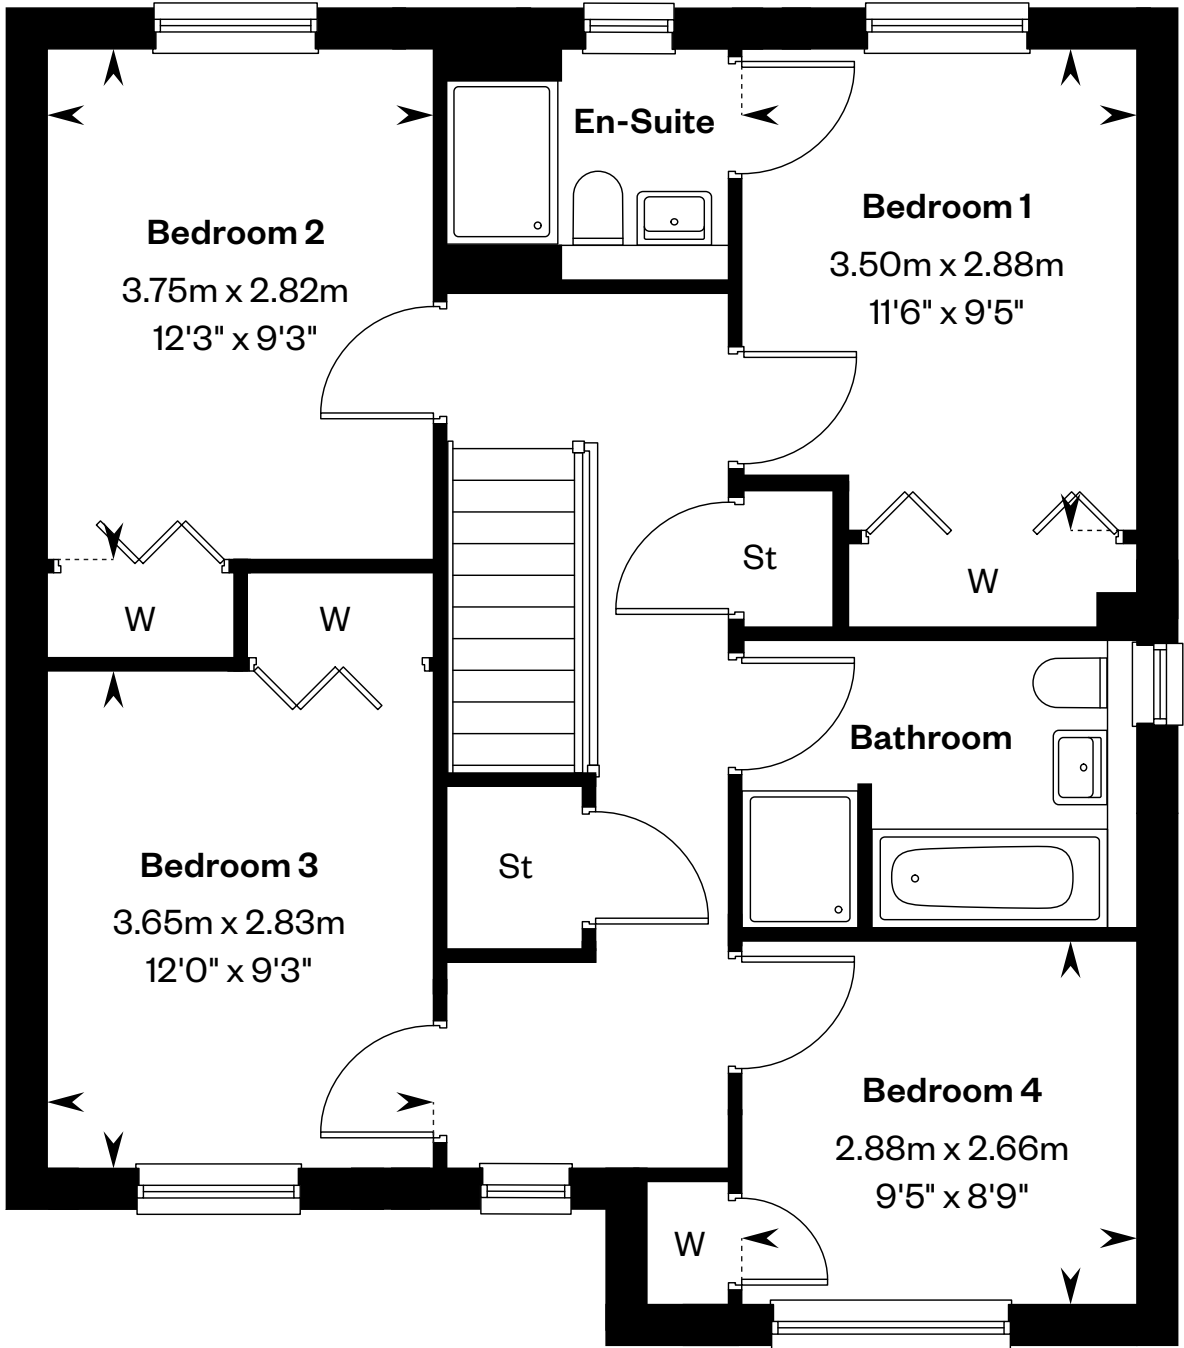 En-Suite
Bedroom 1
3.50m x 2.88m
11'6" x 9'5"
Bedroom 2
3.75m x 2.82m
12'3" x 9'3"
St
W
W
W
Bathroom
St
Bedroom 3
3.65m x 2.83m
12'0" x 9'3"
Bedroom 4
2.88m x 2.66m
9'5" x 8'9"
W